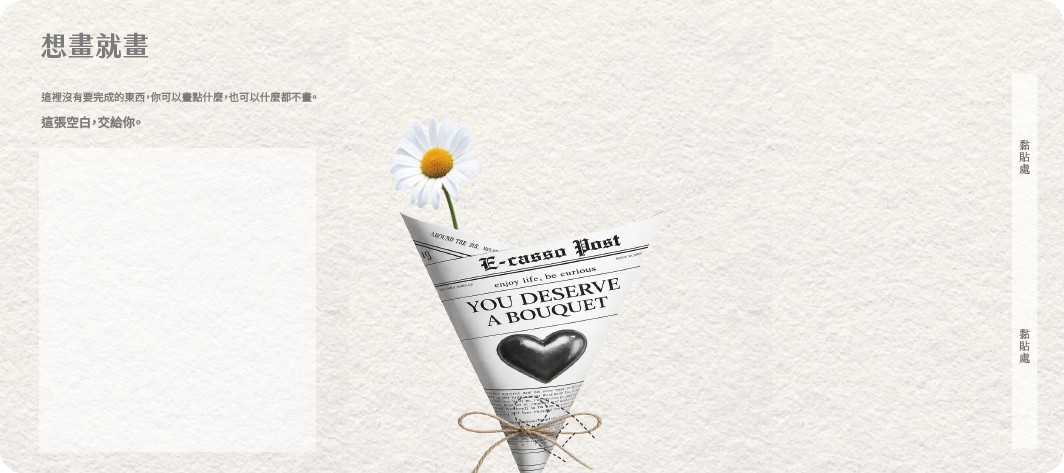 想畫就畫
這裡沒有要完成的東西，你可以畫點什麼，也可以什麼都不畫。
這張空白，交給你。
AROUND THE
E-casso Post
enjoy life, be curious
YOU DESERVE
A BOUQUET
黏貼處
黏貼處